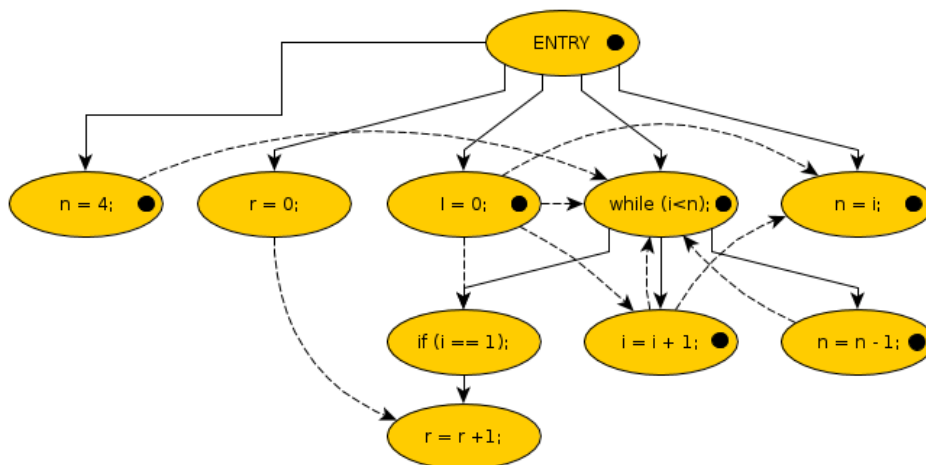 ENTRY
n = 4;
r = 0;
I = 0;
while (i<n);
n = i;
if (i == 1);
i = i + 1;
n = n - 1;
r = r +1;